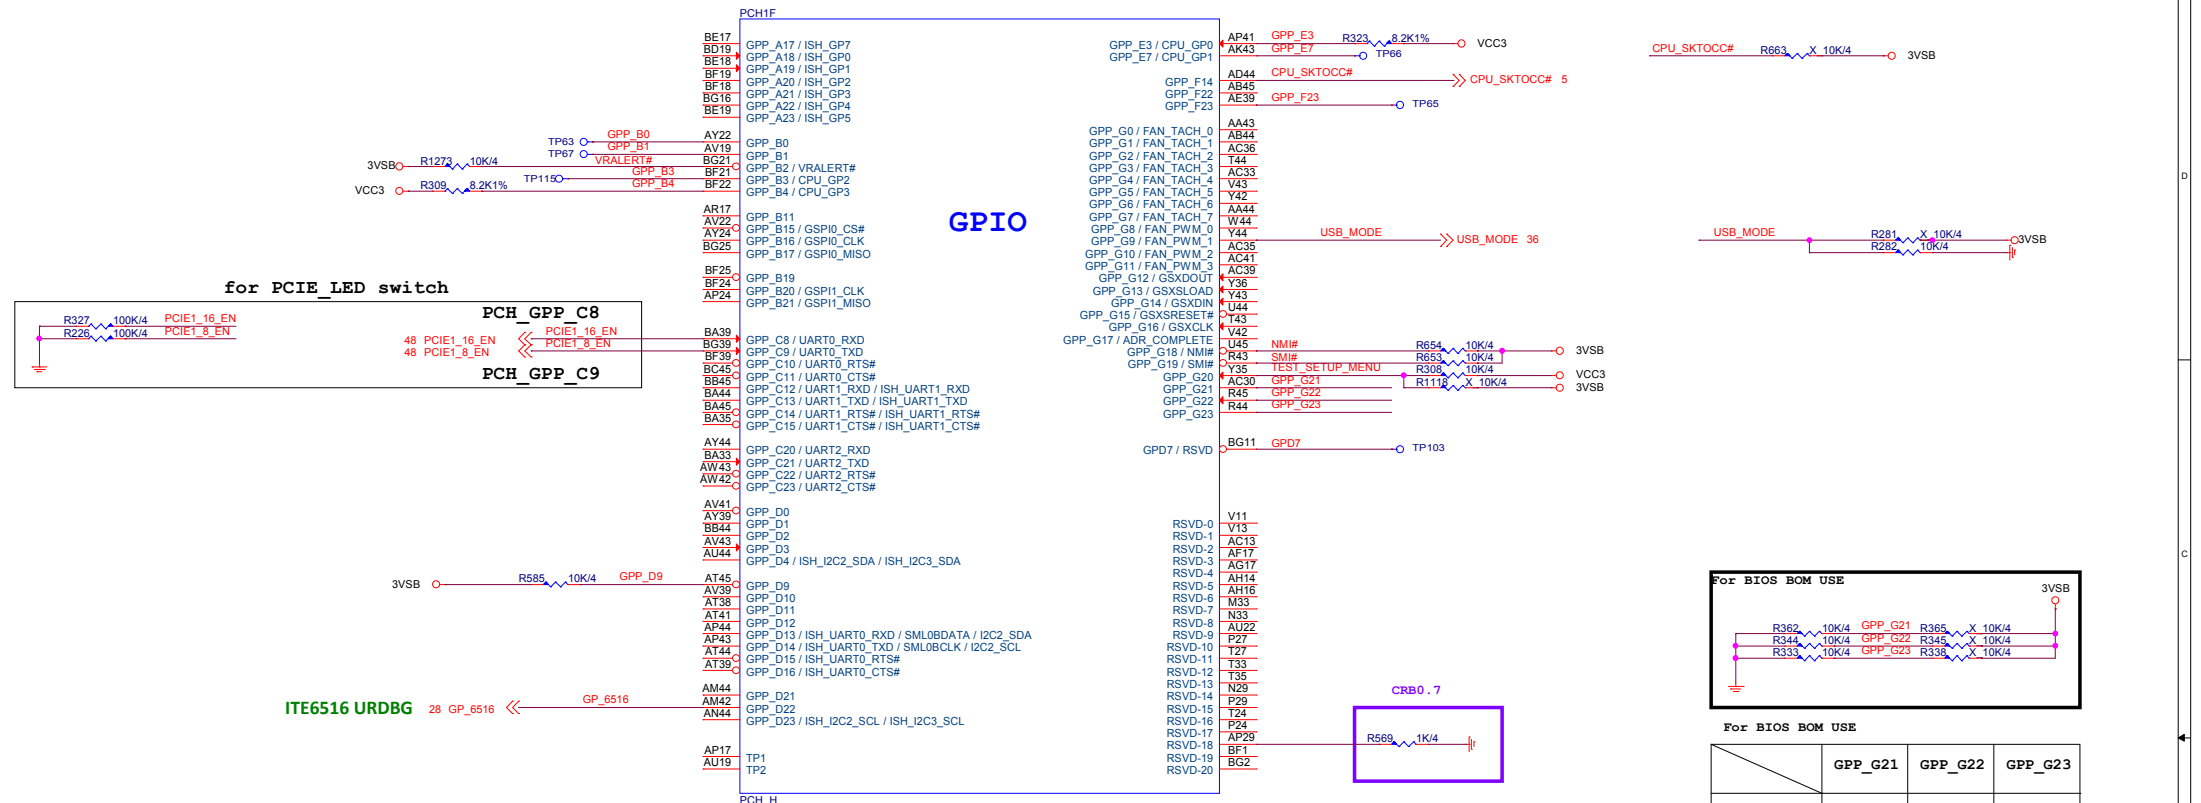 PCH1F
GPIO
BE17 GPP_A17 / ISH_GP7
BD19 GPP_A18 / ISH_GP0
BE18 GPP_A19 / ISH_GP1
BF19 GPP_A20 / ISH_GP2
BF18 GPP_A21 / ISH_GP3
BG16 GPP_A22 / ISH_GP4
BE19 GPP_A23 / ISH_GP5
TP63 GPP_B0 AY22 GPP_B0
TP67 GPP_B1 AV19 GPP_B1
3VSB R1273 10K/4 VRALERT# BG21 GPP_B2 / VRALERT#
TP115 GPP_B3 BF21 GPP_B3 / CPU_GP2
VCC3 R309 8.2K1% GPP_B4 BF22 GPP_B4 / CPU_GP3
AR17 GPP_B11
AV22 GPP_B15 / GSPI0_CS#
AY24 GPP_B16 / GSPI0_CLK
BG25 GPP_B17 / GSPI0_MISO
BF25 GPP_B19
BF24 GPP_B20 / GSPI1_CLK
AP24 GPP_B21 / GSPI1_MISO
for PCIE_LED switch
R327 100K/4 PCIE1_16_EN
R226 100K/4 PCIE1_8_EN
PCH_GPP_C8
48 PCIE1_16_EN PCIE1_16_EN BA39 GPP_C8 / UART0_RXD
48 PCIE1_8_EN PCIE1_8_EN BG39 GPP_C9 / UART0_TXD
PCH_GPP_C9
BF39 GPP_C10 / UART0_RTS#
BC45 GPP_C11 / UART0_CTS#
BB45 GPP_C12 / UART1_RXD / ISH_UART1_RXD
BA44 GPP_C13 / UART1_TXD / ISH_UART1_TXD
BA45 GPP_C14 / UART1_RTS# / ISH_UART1_RTS#
BA35 GPP_C15 / UART1_CTS# / ISH_UART1_CTS#
AY44 GPP_C20 / UART2_RXD
BA33 GPP_C21 / UART2_TXD
AW43 GPP_C22 / UART2_RTS#
AW42 GPP_C23 / UART2_CTS#
AV41 GPP_D0
AY39 GPP_D1
BB44 GPP_D2
AV43 GPP_D3
AU44 GPP_D4 / ISH_I2C2_SDA / ISH_I2C3_SDA
3VSB R585 10K/4 GPP_D9 AT45 GPP_D9
AV39 GPP_D10
AT38 GPP_D11
AT41 GPP_D12
AP44 GPP_D13 / ISH_UART0_RXD / SML0BDATA / I2C2_SDA
AP43 GPP_D14 / ISH_UART0_TXD / SML0BCLK / I2C2_SCL
AT44 GPP_D15 / ISH_UART0_RTS#
AT39 GPP_D16 / ISH_UART0_CTS#
AM44 GPP_D21
ITE6516 URDBG 28 GP_6516 GP_6516 AM42 GPP_D22
AN44 GPP_D23 / ISH_I2C2_SCL / ISH_I2C3_SCL
AP17 TP1
AU19 TP2
PCH_H
GPP_E3 / CPU_GP0 AP41 GPP_E3 R323 8.2K1% VCC3
GPP_E7 / CPU_GP1 AK43 GPP_E7 TP66
GPP_F14 AD44 CPU_SKTOCC# CPU_SKTOCC# 5
GPP_F22 AB45
GPP_F23 AE39 GPP_F23 TP65
GPP_G0 / FAN_TACH_0 AA43
GPP_G1 / FAN_TACH_1 AB44
GPP_G2 / FAN_TACH_2 AC36
GPP_G3 / FAN_TACH_3 T44
GPP_G4 / FAN_TACH_4 AC33
GPP_G5 / FAN_TACH_5 V43
GPP_G6 / FAN_TACH_6 Y42
GPP_G7 / FAN_TACH_7 AA44
GPP_G8 / FAN_PWM_0 W44
GPP_G9 / FAN_PWM_1 Y44 USB_MODE USB_MODE 36
GPP_G10 / FAN_PWM_2 AC35
GPP_G11 / FAN_PWM_3 AC41
GPP_G12 / GSXDOUT AC39
GPP_G13 / GSXSLOAD Y36
GPP_G14 / GSXDIN Y43
GPP_G15 / GSXSRESET# U44
GPP_G16 / GSXCLK T43
GPP_G17 / ADR_COMPLETE V42
GPP_G18 / NMI# U45 NMI# R654 10K/4 3VSB
GPP_G19 / SMI# R43 SMI# R653 10K/4
GPP_G20 Y35 TEST_SETUP_MENU R308 10K/4 VCC3
GPP_G21 AC30 GPP_G21 R1118 X_10K/4 3VSB
GPP_G22 R45 GPP_G22
GPP_G23 R44 GPP_G23
GPD7 / RSVD BG11 GPD7 TP103
RSVD-0 V11
RSVD-1 V13
RSVD-2 AC13
RSVD-3 AF17
RSVD-4 AG17
RSVD-5 AH14
RSVD-6 AH16
RSVD-7 M33
RSVD-8 N33
RSVD-9 AU22
RSVD-10 P27
RSVD-11 T27
RSVD-12 T33
RSVD-13 T35
RSVD-14 N29
RSVD-15 P29
RSVD-16 T24
RSVD-17 P24
RSVD-18 AP29 R569 1K/4
RSVD-19 BF1
RSVD-20 BG2
CRB0.7
CPU_SKTOCC# R663 X_10K/4 3VSB
USB_MODE R281 X_10K/4 3VSB
R282 10K/4
D
C
For BIOS BOM USE
3VSB
R362 10K/4 GPP_G21 R365 X_10K/4
R344 10K/4 GPP_G22 R345 X_10K/4
R333 10K/4 GPP_G23 R338 X_10K/4
For BIOS BOM USE
GPP_G21 GPP_G22 GPP_G23